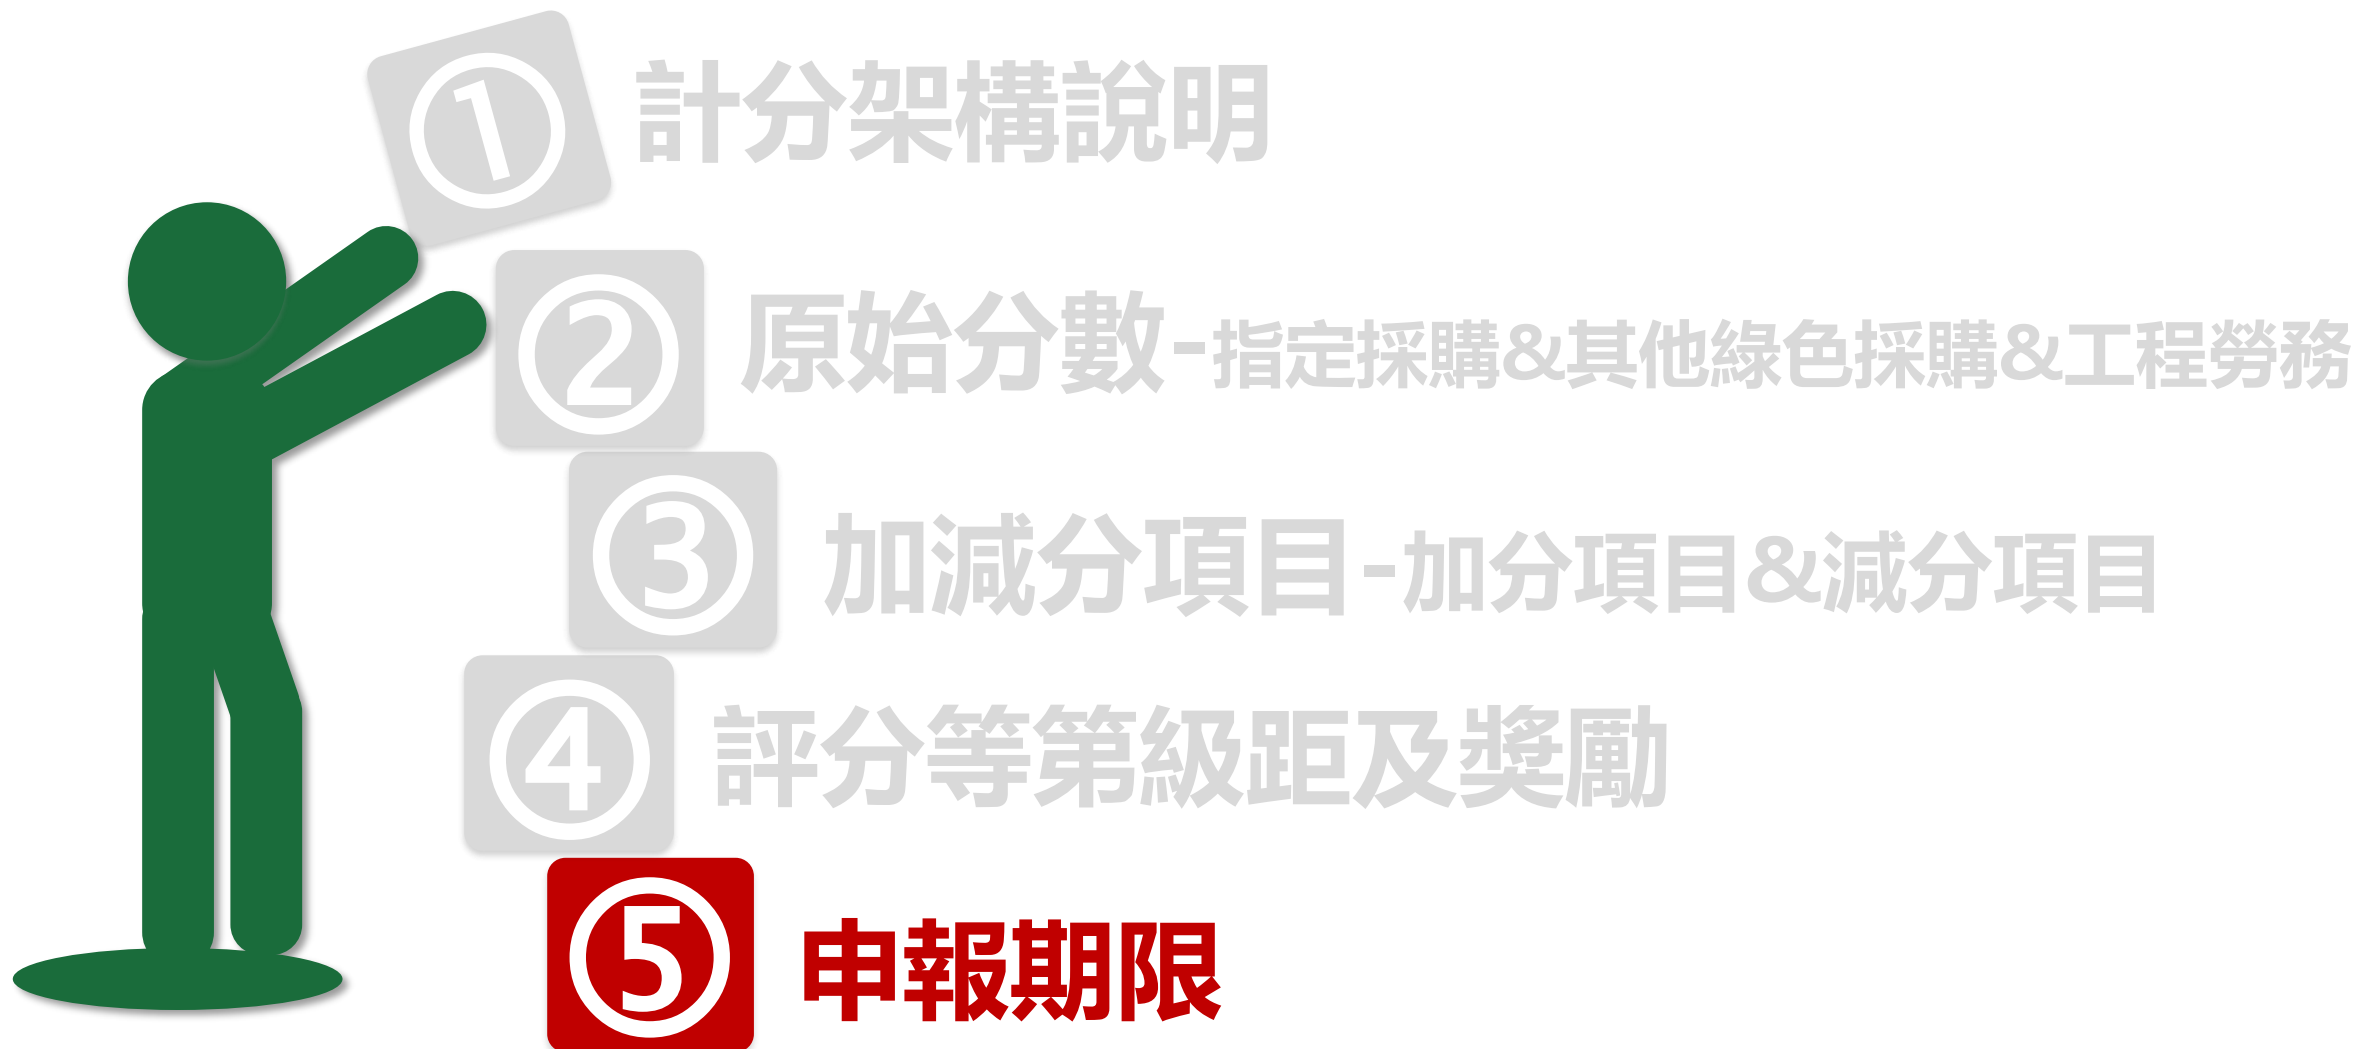 ① 計分架構說明
② 原始分數-指定採購&其他綠色採購&工程勞務
③ 加減分項目-加分項目&減分項目
④ 評分等第級距及獎勵
⑤ 申報期限